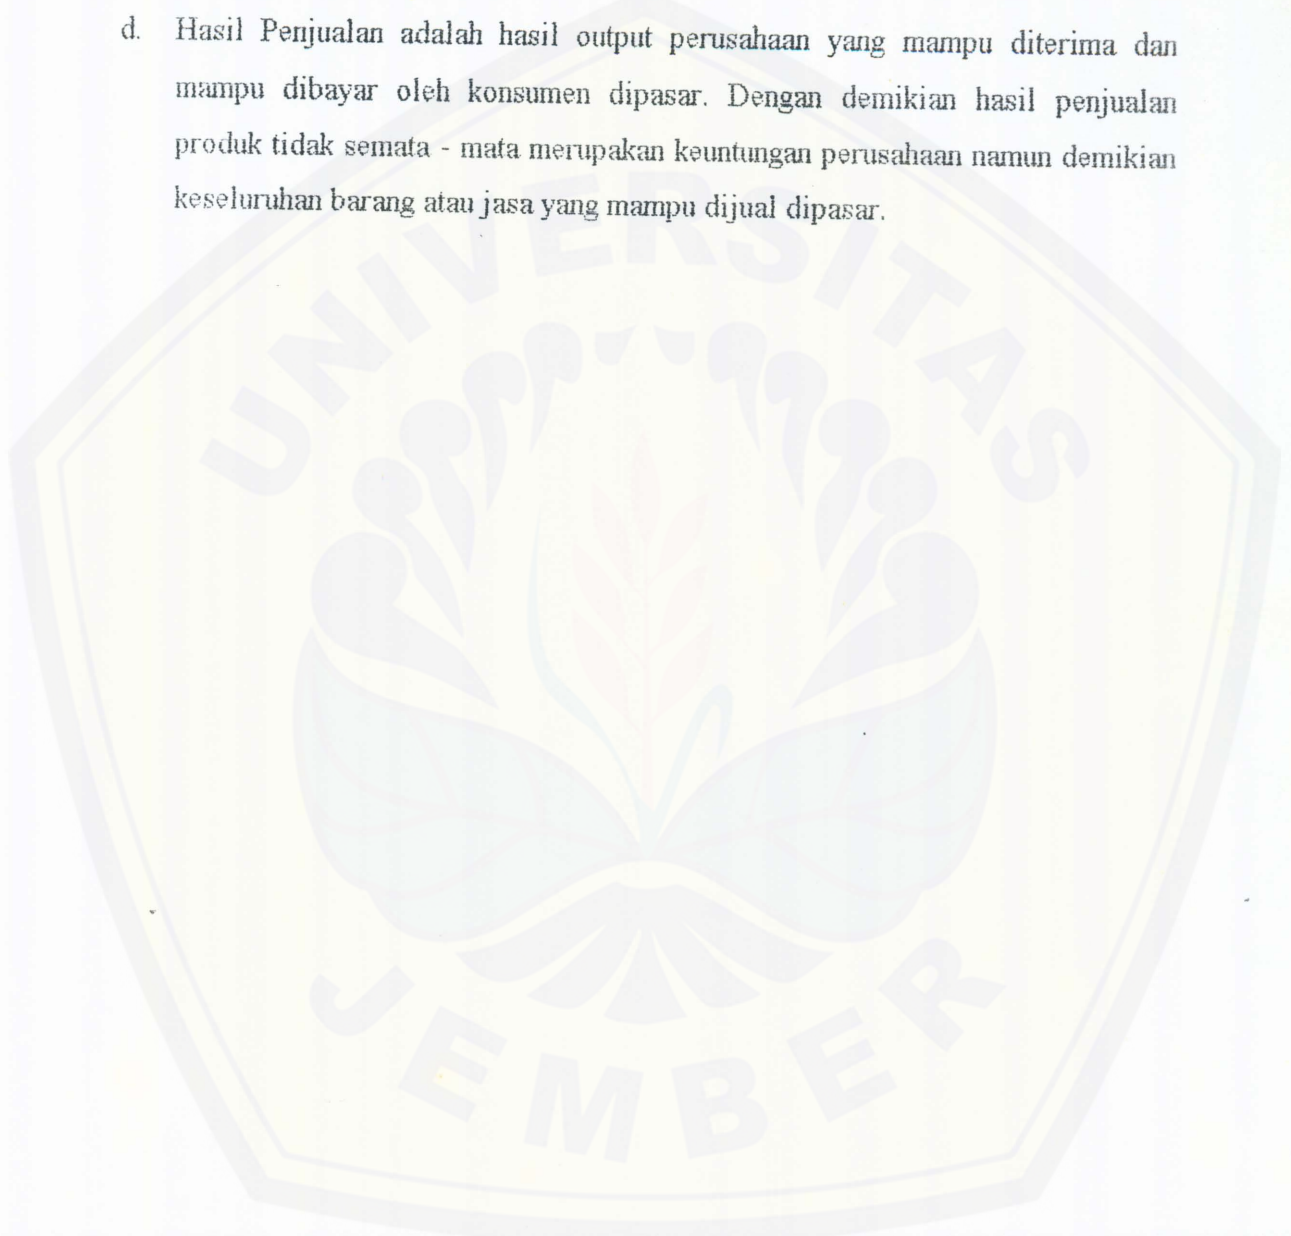 d. Hasil Penjualan adalah hasil output perusahaan yang mampu diterima dan
mampu dibayar oleh konsumen dipasar. Dengan demikian hasil penjualan
produk tidak semata - mata merupakan keuntungan perusahaan namun demikian
keseluruhan barang atau jasa yang mampu dijual dipasar.
UNIVERSITAS
JEMBER